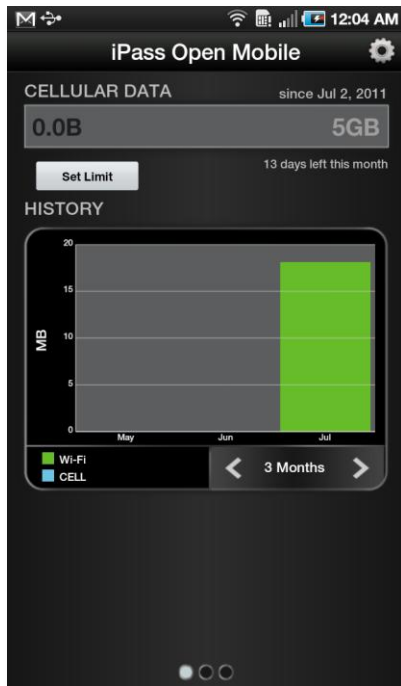 12:04 AM
iPass Open Mobile
CELLULAR DATA since Jul 2, 2011
0.0B 5GB
Set Limit 13 days left this month
HISTORY
20
15
10
5
0
MB
May Jun Jul
Wi-Fi
CELL
3 Months